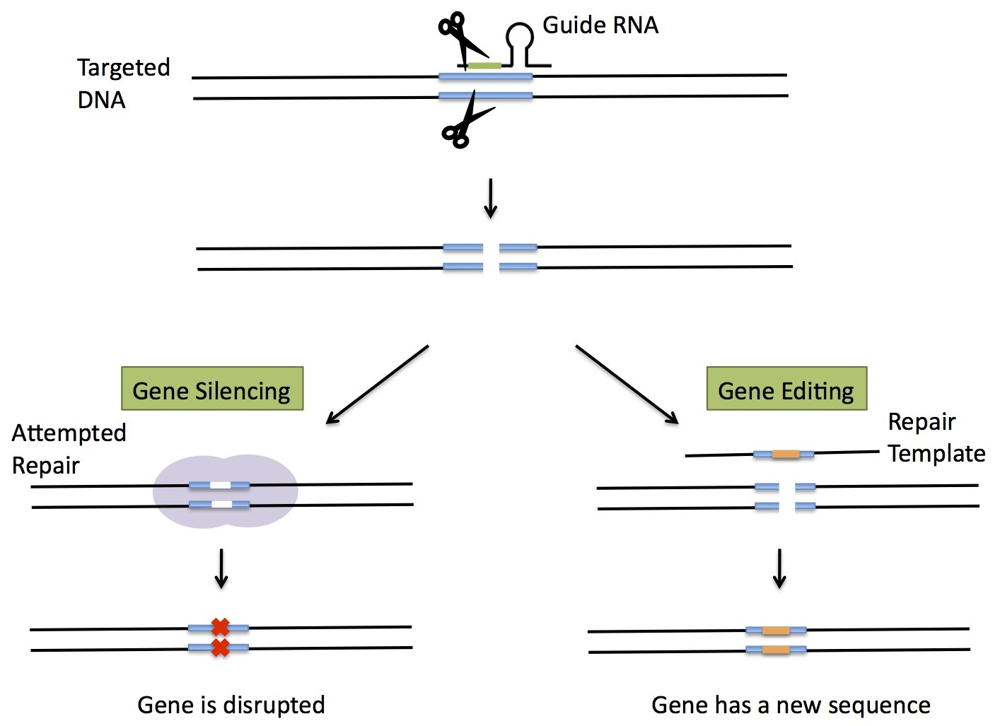 Guide RNA
Targeted
DNA
Gene Silencing
Gene Editing
Attempted
Repair
Repair
Template
Gene is disrupted
Gene has a new sequence